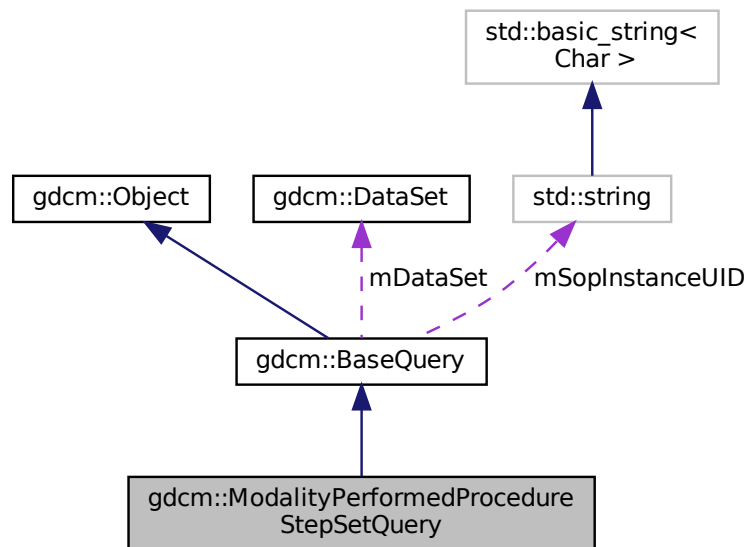 std::basic_string<
Char >
gdcm::Object
gdcm::DataSet
std::string
mDataSet
mSopInstanceUID
gdcm::BaseQuery
gdcm::ModalityPerformedProcedure
StepSetQuery